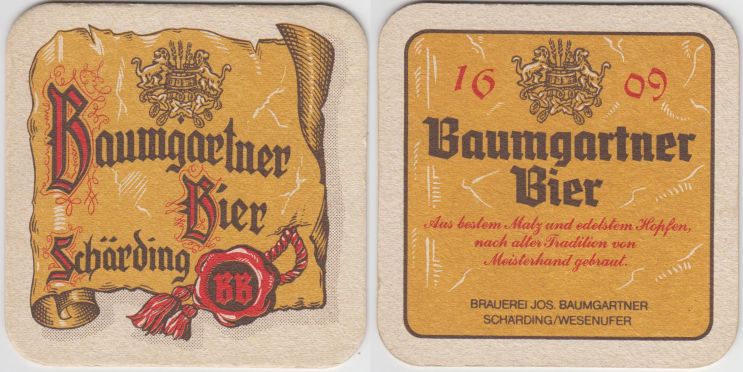 Baumgartner
Bier
Schärding
BB
16 09
Baumgartner
Bier
Aus bestem Malz und edelstem Hopfen,
nach alter Tradition von
Meisterhand gebraut.
BRAUEREI JOS. BAUMGARTNER
SCHÄRDING/WESENUFER